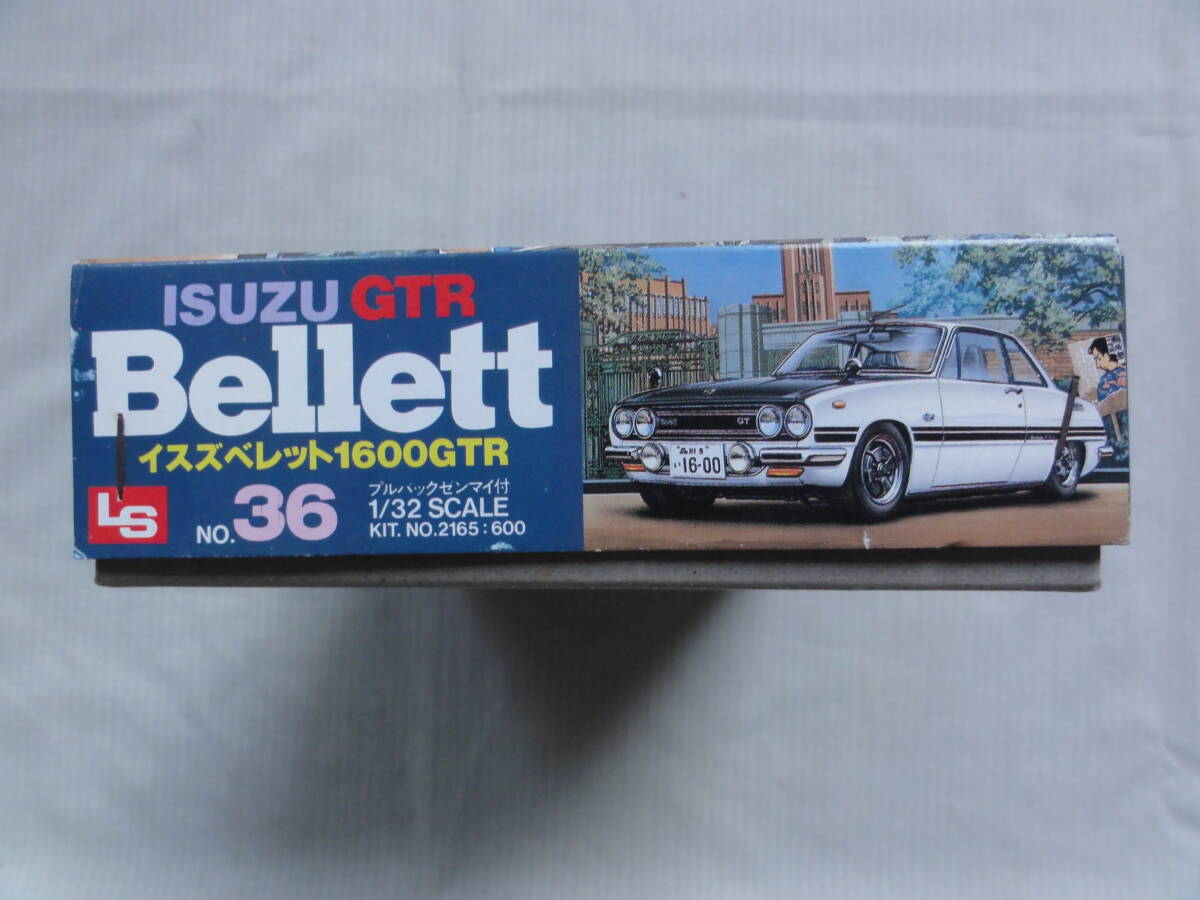 ISUZU GTR
Bellett
イスズベレット1600GTR
LS
NO.36
プルバックゼンマイ付
1/32 SCALE
KIT. NO.2165:600
GT
16-00